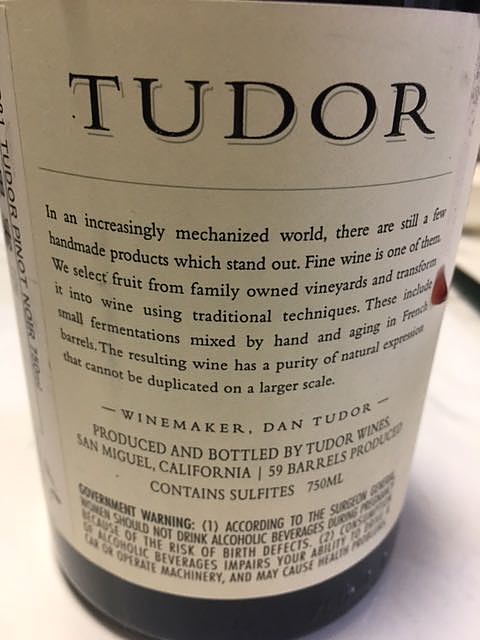 TUDOR
In an increasingly mechanized world, there are still a few
handmade products which stand out. Fine wine is one of them.
We select fruit from family owned vineyards and transform
it into wine using traditional techniques. These include
small fermentations mixed by hand and aging in French
barrels. The resulting wine has a purity of natural expression
that cannot be duplicated on a larger scale.
— WINEMAKER, DAN TUDOR —
PRODUCED AND BOTTLED BY TUDOR WINES,
SAN MIGUEL, CALIFORNIA | 59 BARRELS PRODUCED
CONTAINS SULFITES 750ML
GOVERNMENT WARNING: (1) ACCORDING TO THE SURGEON GENERAL,
WOMEN SHOULD NOT DRINK ALCOHOLIC BEVERAGES DURING PREGNANCY
BECAUSE OF THE RISK OF BIRTH DEFECTS. (2)
OF ALCOHOLIC BEVERAGES IMPAIRS YOUR ABILITY TO DRIVE A
CAR OR OPERATE MACHINERY, AND MAY CAUSE HEALTH PROBLEMS.
TUDOR PINOT NOIR 750ml